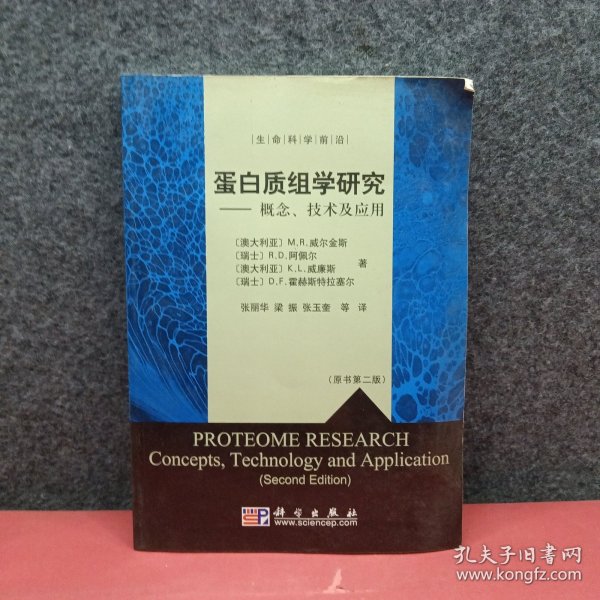 |生|命|科|学|前|沿|
蛋白质组学研究
——概念、技术及应用
〔澳大利亚〕M.R.威尔金斯
〔瑞士〕R.D.阿佩尔
〔澳大利亚〕K.L.威廉斯
〔瑞士〕D.F.霍赫斯特拉塞尔
著
张丽华 梁 振 张玉奎 等 译
(原书第二版)
PROTEOME RESEARCH
Concepts, Technology and Application
(Second Edition)
SP
科学出版社
www.sciencep.com
孔夫子旧书网
www.kongfz.com